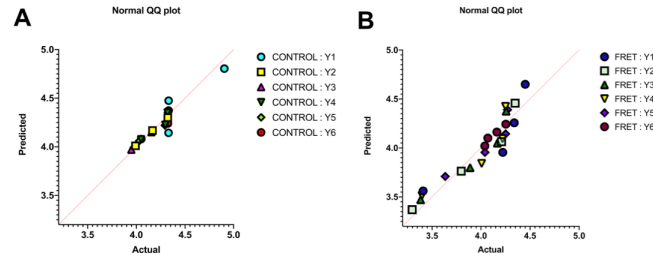 A
Normal QQ plot
5.0
4.5
4.0
3.5
Predicted
3.5
4.0
4.5
5.0
Actual
CONTROL : Y1
CONTROL : Y2
CONTROL : Y3
CONTROL : Y4
CONTROL : Y5
CONTROL : Y6
B
Normal QQ plot
5.0
4.5
4.0
3.5
Predicted
3.5
4.0
4.5
5.0
Actual
FRET : Y1
FRET : Y2
FRET : Y3
FRET : Y4
FRET : Y5
FRET : Y6